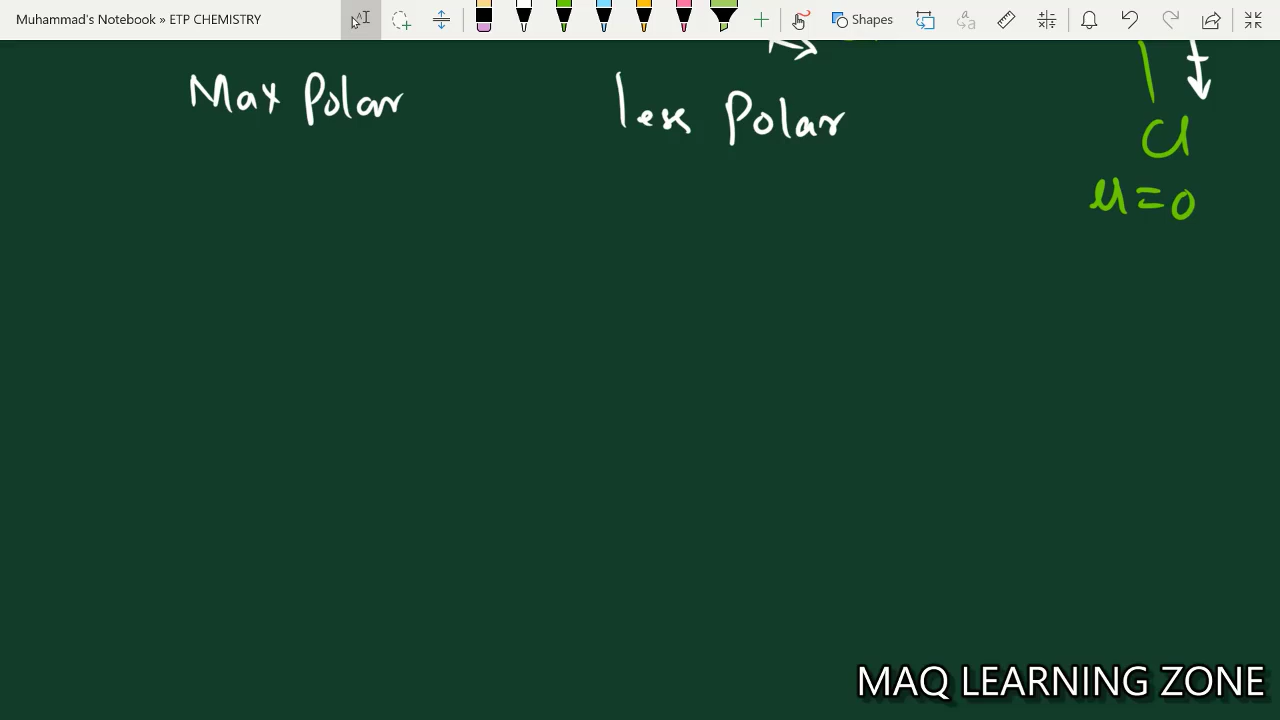 Muhammad's Notebook » ETP CHEMISTRY
Shapes
Max Polar
less Polar
Cl
μ=0
MAQ LEARNING ZONE